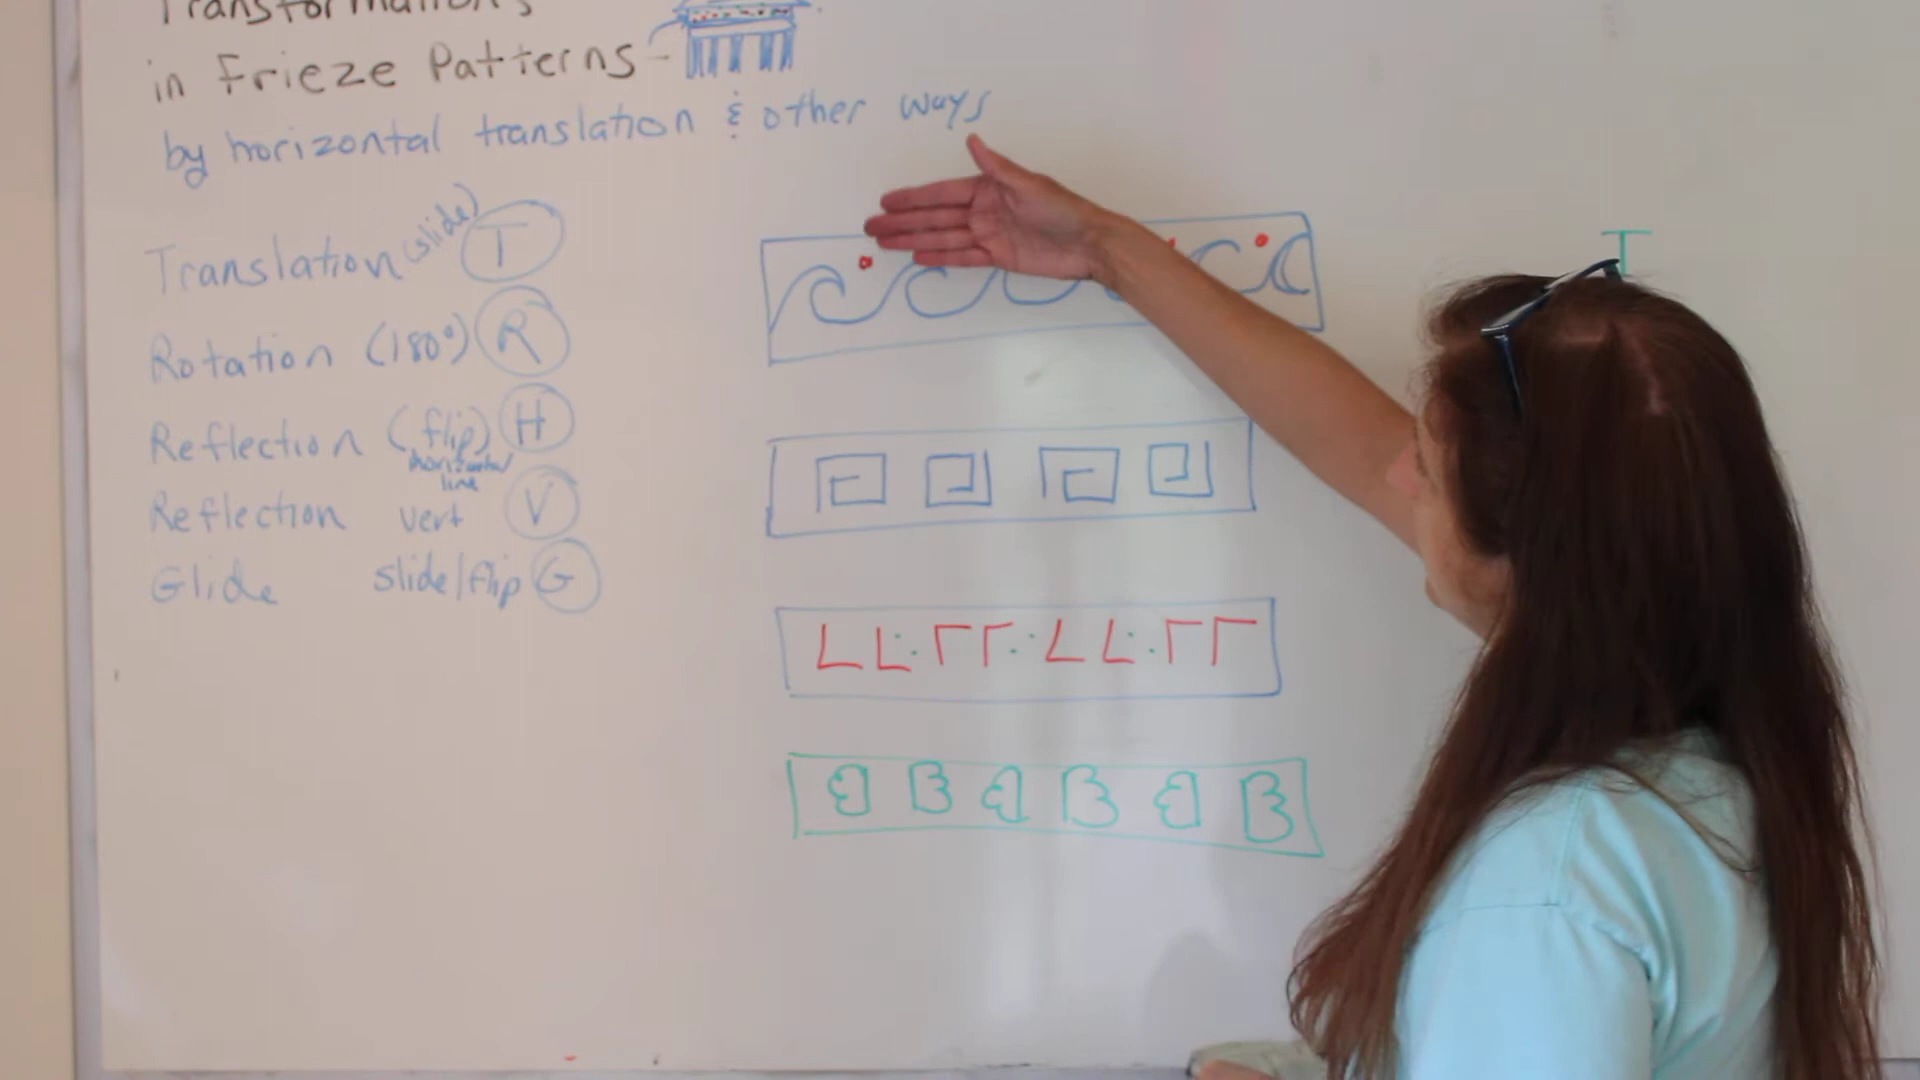 Transformations
in Frieze Patterns -
by horizontal translation & other ways
Translation (slide) T
Rotation (180°) R
Reflection (flip) H
horizontal
line
Reflection vert V
Glide slide/flip G
T